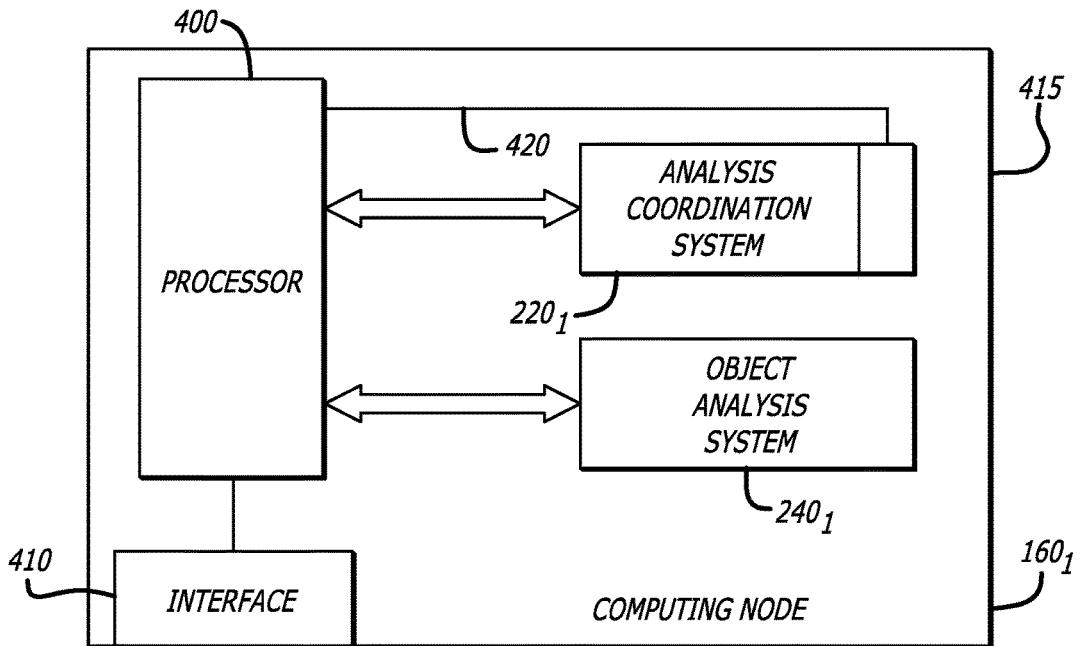 400
415
420
ANALYSIS
COORDINATION
SYSTEM
PROCESSOR
220₁
OBJECT
ANALYSIS
SYSTEM
240₁
410
INTERFACE
COMPUTING NODE
160₁